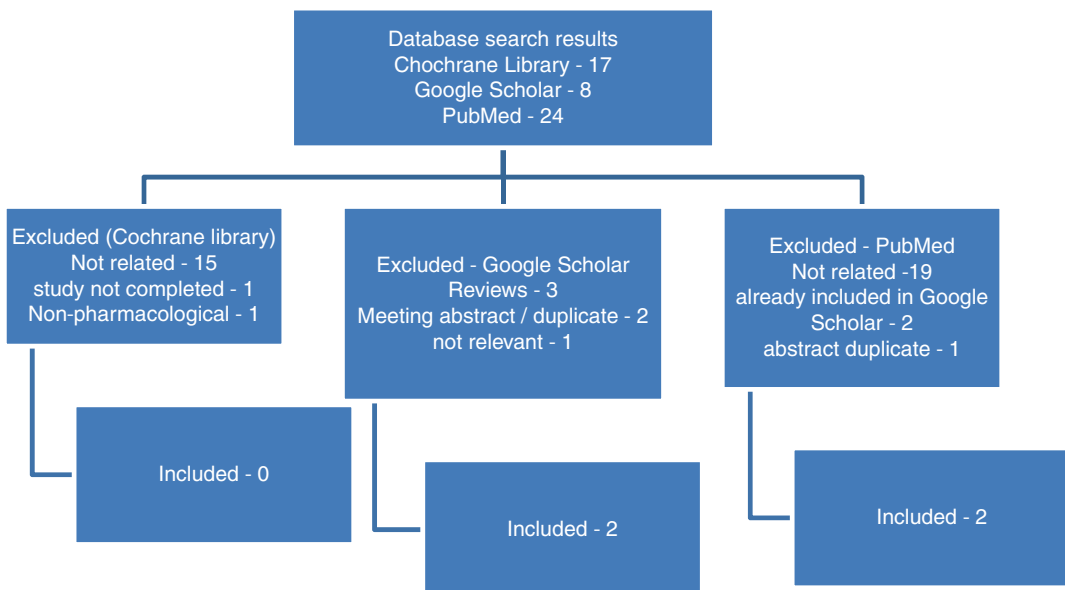 Database search results
Chochrane Library - 17
Google Scholar - 8
PubMed - 24
Excluded (Cochrane library)
Not related - 15
study not completed - 1
Non-pharmacological - 1
Excluded - Google Scholar
Reviews - 3
Meeting abstract / duplicate - 2
not relevant - 1
Excluded - PubMed
Not related -19
already included in Google
Scholar - 2
abstract duplicate - 1
Included - 0
Included - 2
Included - 2